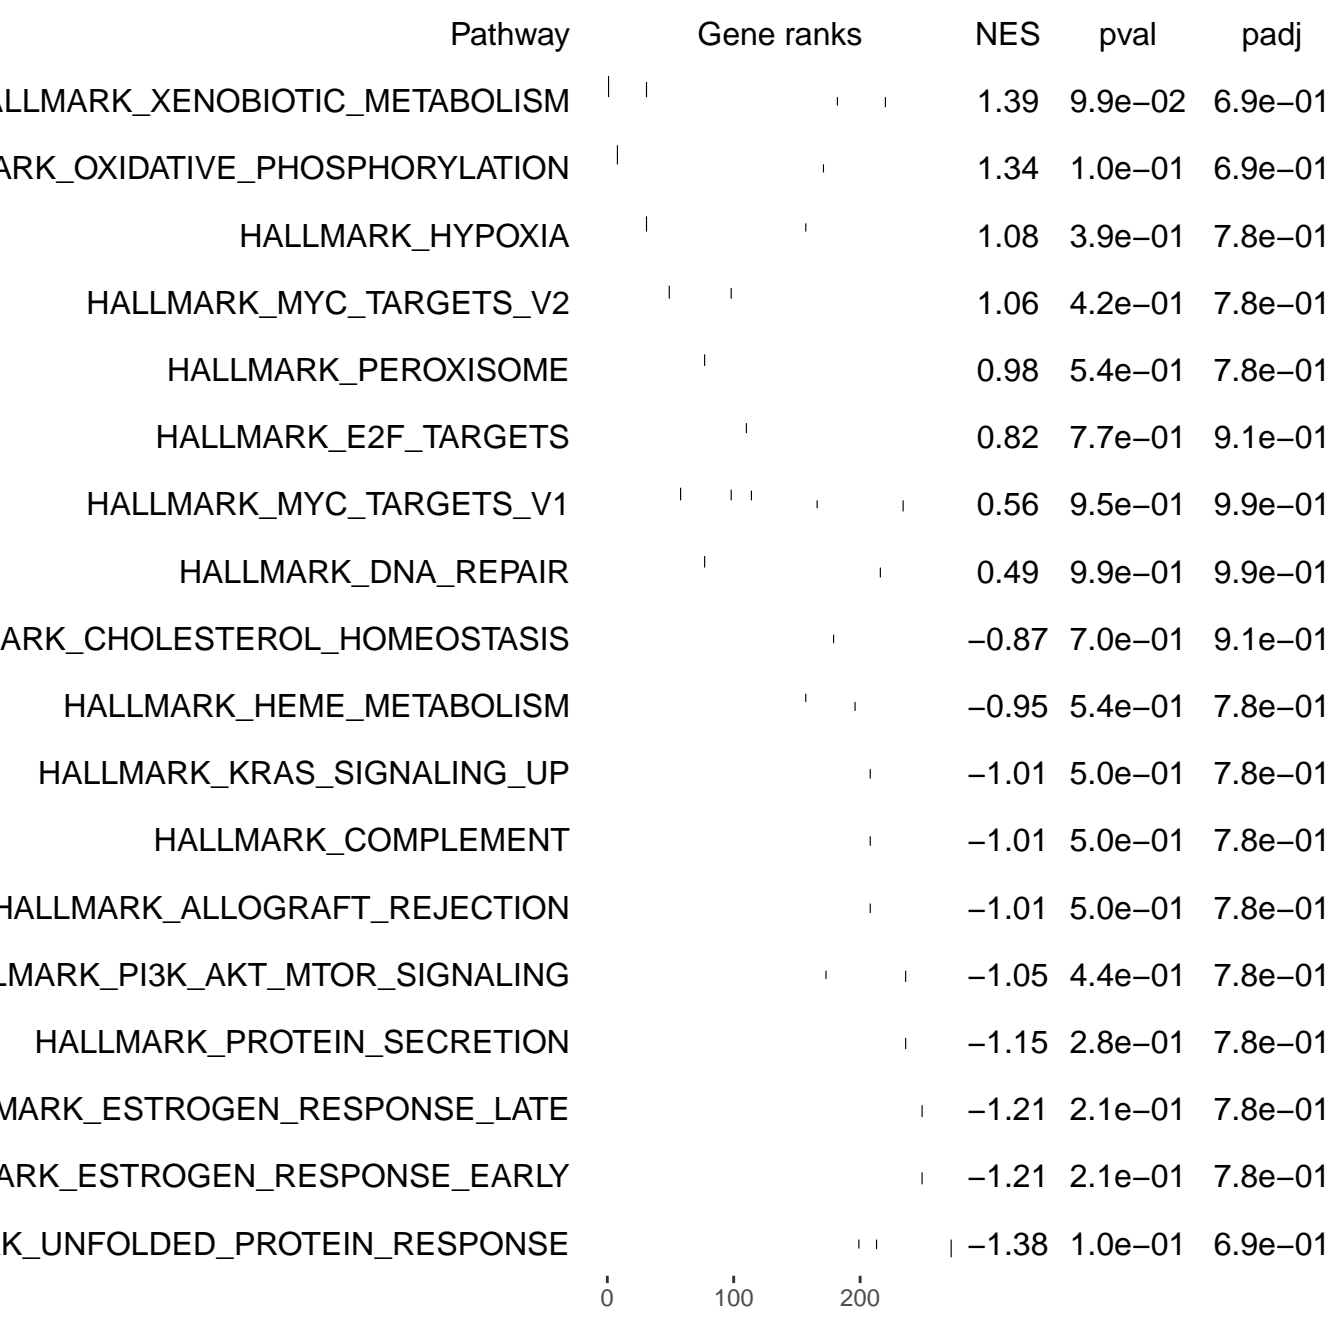 Pathway Gene ranks NES pval padj
ALLMARK_XENOBIOTIC_METABOLISM 1.39 9.9e−02 6.9e−01
ARK_OXIDATIVE_PHOSPHORYLATION 1.34 1.0e−01 6.9e−01
HALLMARK_HYPOXIA 1.08 3.9e−01 7.8e−01
HALLMARK_MYC_TARGETS_V2 1.06 4.2e−01 7.8e−01
HALLMARK_PEROXISOME 0.98 5.4e−01 7.8e−01
HALLMARK_E2F_TARGETS 0.82 7.7e−01 9.1e−01
HALLMARK_MYC_TARGETS_V1 0.56 9.5e−01 9.9e−01
HALLMARK_DNA_REPAIR 0.49 9.9e−01 9.9e−01
ARK_CHOLESTEROL_HOMEOSTASIS −0.87 7.0e−01 9.1e−01
HALLMARK_HEME_METABOLISM −0.95 5.4e−01 7.8e−01
HALLMARK_KRAS_SIGNALING_UP −1.01 5.0e−01 7.8e−01
HALLMARK_COMPLEMENT −1.01 5.0e−01 7.8e−01
HALLMARK_ALLOGRAFT_REJECTION −1.01 5.0e−01 7.8e−01
LMARK_PI3K_AKT_MTOR_SIGNALING −1.05 4.4e−01 7.8e−01
HALLMARK_PROTEIN_SECRETION −1.15 2.8e−01 7.8e−01
MARK_ESTROGEN_RESPONSE_LATE −1.21 2.1e−01 7.8e−01
ARK_ESTROGEN_RESPONSE_EARLY −1.21 2.1e−01 7.8e−01
K_UNFOLDED_PROTEIN_RESPONSE −1.38 1.0e−01 6.9e−01
0 100 200